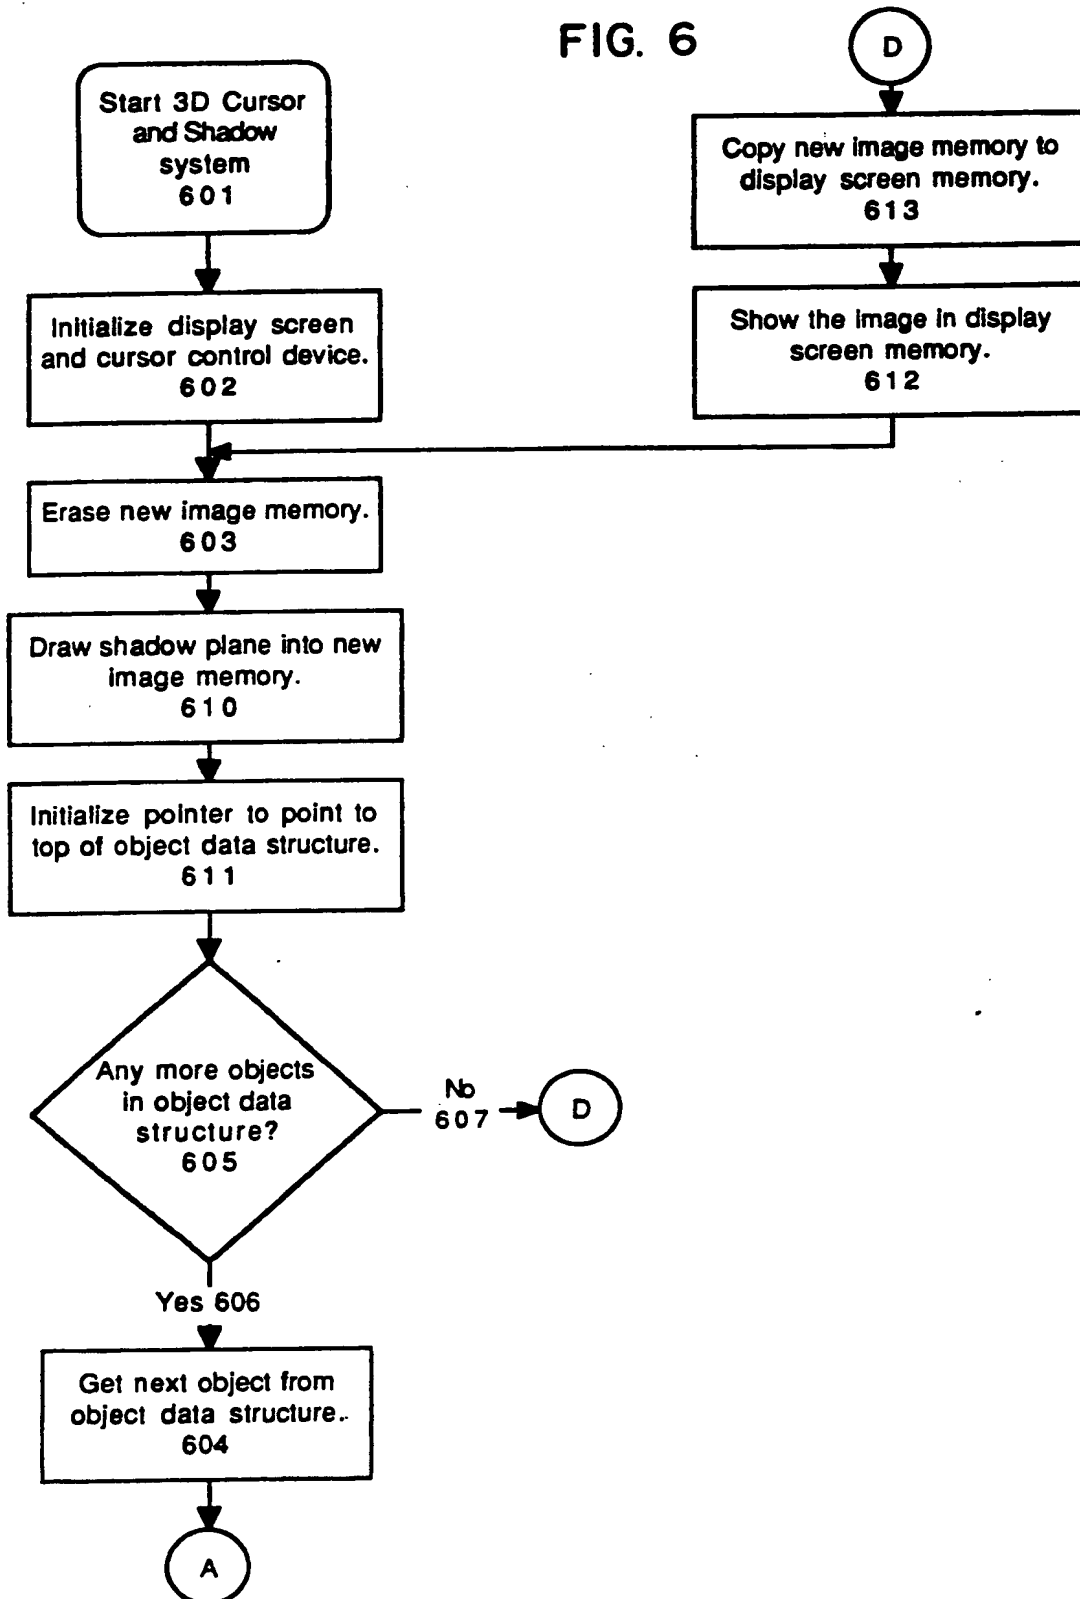 FIG. 6
Start 3D Cursor
and Shadow
system
601
Initialize display screen
and cursor control device.
602
Erase new image memory.
603
Draw shadow plane into new
image memory.
610
Initialize pointer to point to
top of object data structure.
611
Any more objects
in object data
structure?
605
No
607
D
Yes 606
Get next object from
object data structure.
604
A
D
Copy new image memory to
display screen memory.
613
Show the image in display
screen memory.
612